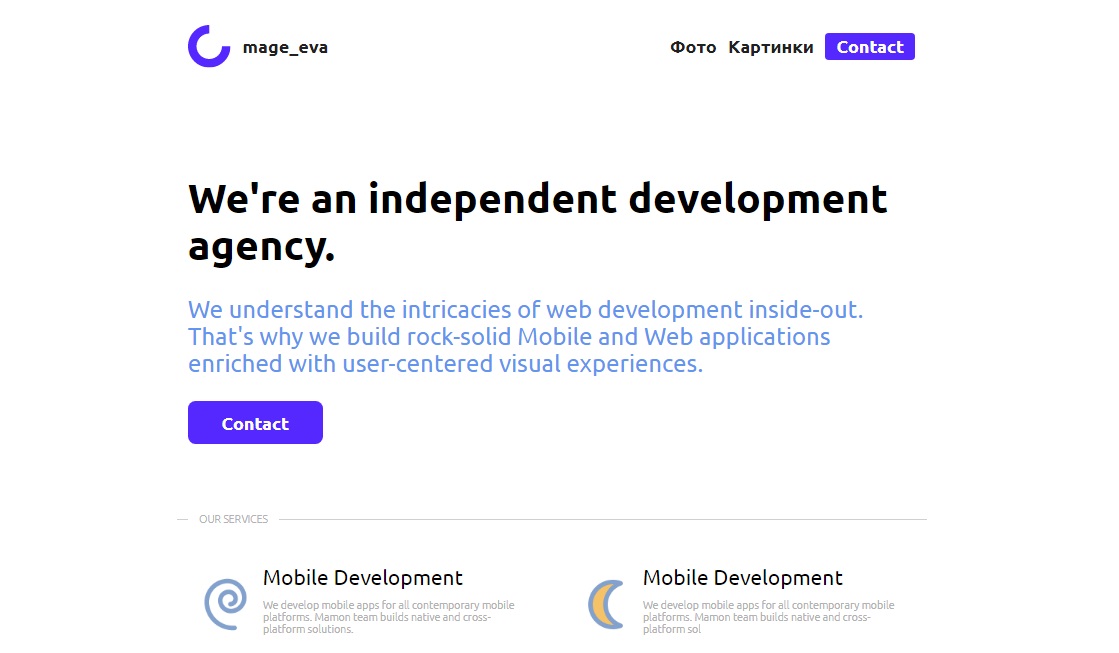 mage_eva
Фото Картинки Contact
We're an independent development
agency.
We understand the intricacies of web development inside-out.
That's why we build rock-solid Mobile and Web applications
enriched with user-centered visual experiences.
Contact
OUR SERVICES
Mobile Development
We develop mobile apps for all contemporary mobile
platforms. Mamon team builds native and cross-
platform solutions.
Mobile Development
We develop mobile apps for all contemporary mobile
platforms. Mamon team builds native and cross-
platform sol